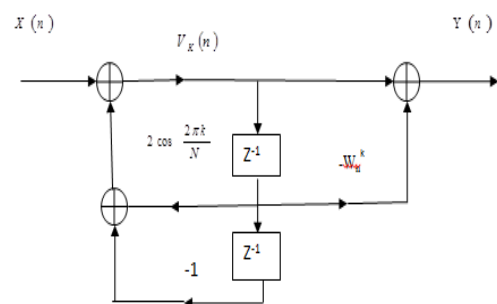 X (n)
Y (n)
V_K (n)
2 cos 2πk/N
Z⁻¹
-W_N^k
Z⁻¹
-1